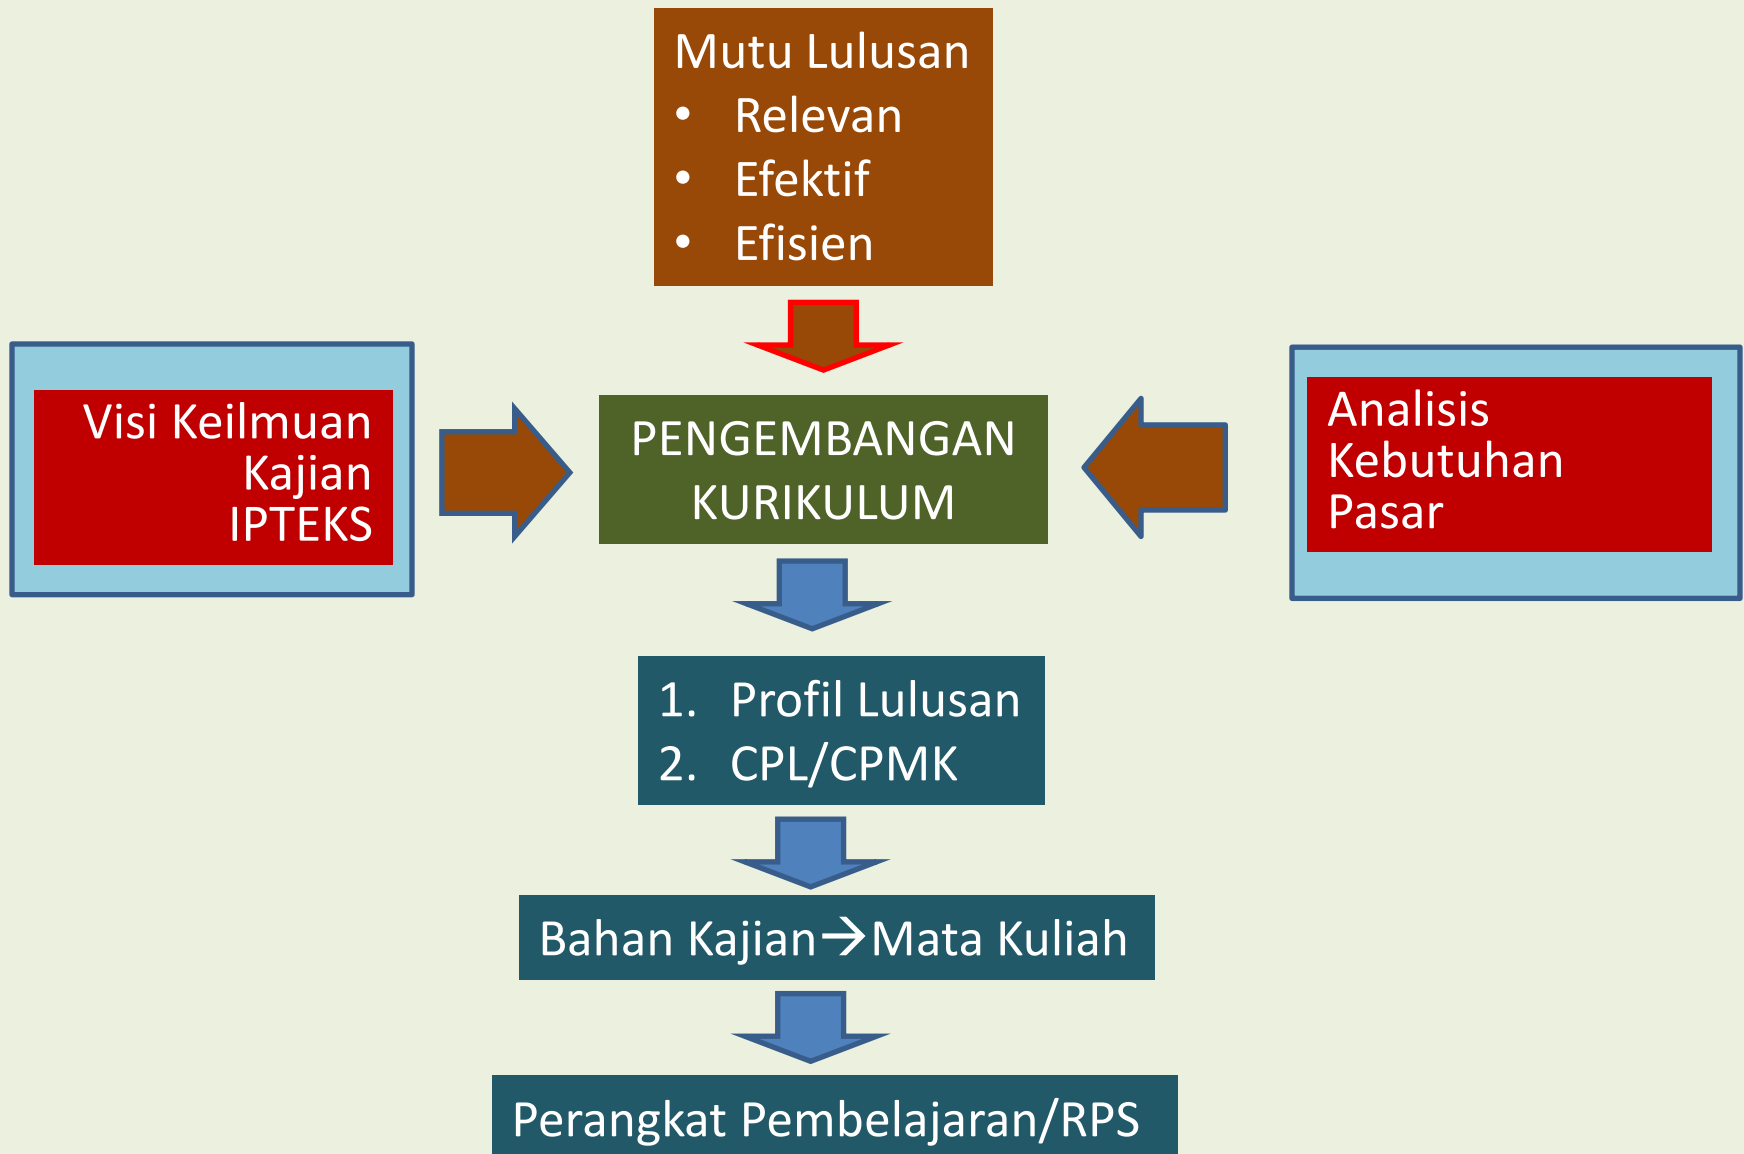 Mutu Lulusan
• Relevan
• Efektif
• Efisien
Visi Keilmuan
Kajian
IPTEKS
PENGEMBANGAN
KURIKULUM
Analisis
Kebutuhan
Pasar
1. Profil Lulusan
2. CPL/CPMK
Bahan Kajian→Mata Kuliah
Perangkat Pembelajaran/RPS